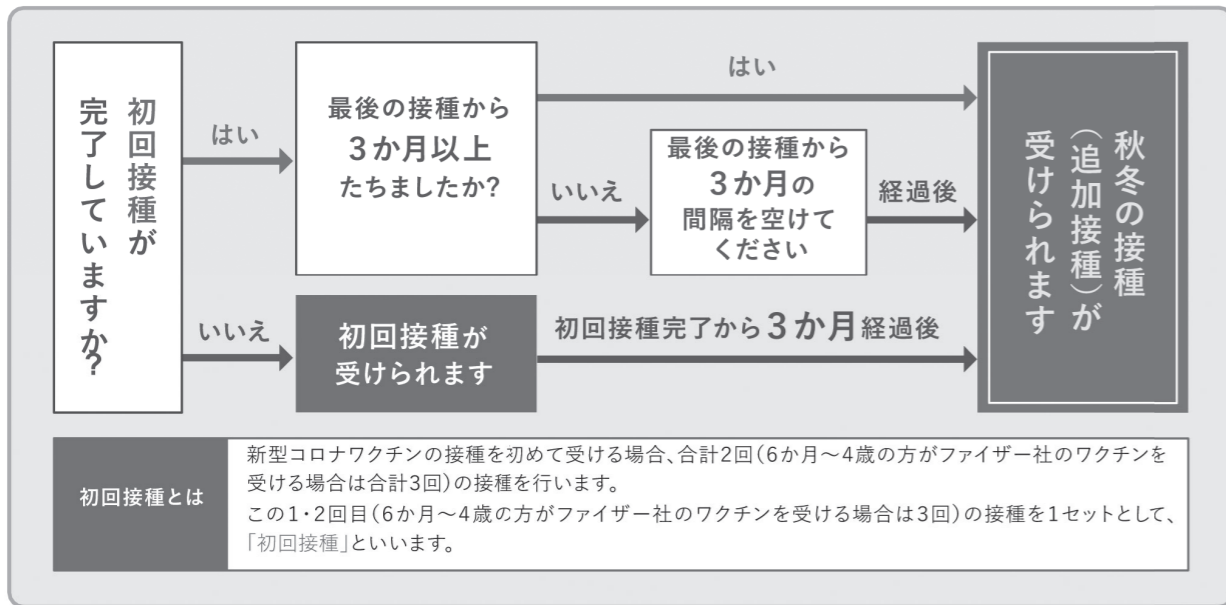 初回接種が
完了していますか？
はい
最後の接種から
３か月以上
たちましたか？
はい
いいえ
最後の接種から
３か月の
間隔を空けて
ください
経過後
いいえ
初回接種が
受けられます
初回接種完了から３か月経過後
秋冬の接種
（追加接種）が
受けられます
初回接種とは
新型コロナワクチンの接種を初めて受ける場合、合計2回（6か月～4歳の方がファイザー社のワクチンを
受ける場合は合計3回）の接種を行います。
この1・2回目（6か月～4歳の方がファイザー社のワクチンを受ける場合は3回）の接種を1セットとして、
「初回接種」といいます。